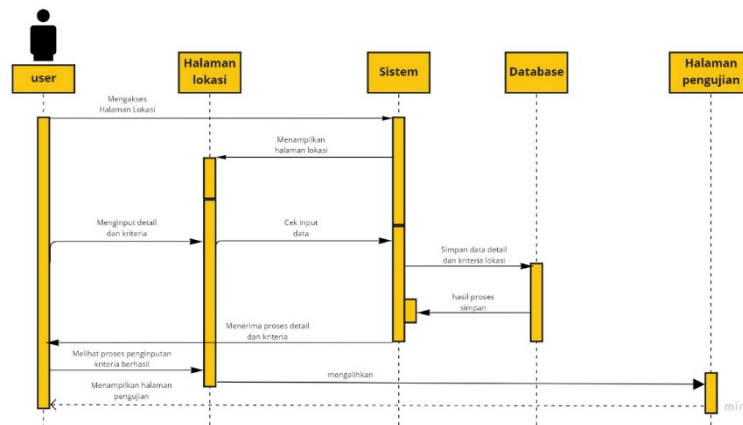 user
Halaman
lokasi
Sistem
Database
Halaman
pengujian
Mengakses
Halaman Lokasi
Menampilkan
halaman lokasi
Menginput detail
dan kriteria
Cek input
data
Simpan data detail
dan kriteria lokasi
hasil proses
simpan
Menerima proses detail
dan kriteria
Melihat proses penginputan
kriteria berhasil
mengalihkan
Menampilkan halaman
pengujian